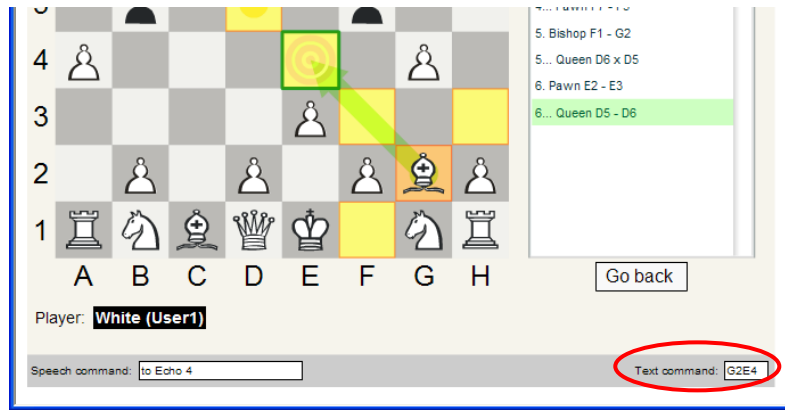 5. Bishop F1 - G2
4
5... Queen D6 x D5
6. Pawn E2 - E3
3
6... Queen D5 - D6
2
1
A B C D E F G H
Go back
Player: White (User1)
Speech command: to Echo 4
Text command: G2E4